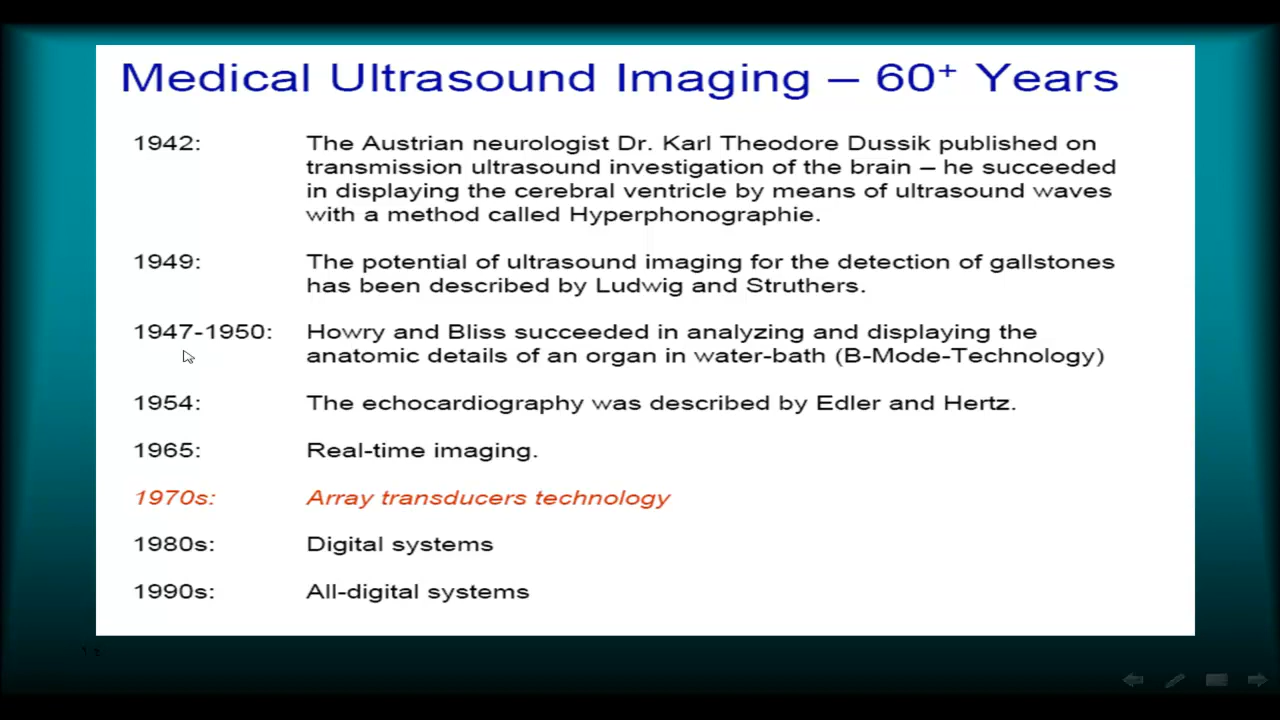 Medical Ultrasound Imaging – 60+ Years
1942: The Austrian neurologist Dr. Karl Theodore Dussik published on
transmission ultrasound investigation of the brain – he succeeded
in displaying the cerebral ventricle by means of ultrasound waves
with a method called Hyperphonographie.
1949: The potential of ultrasound imaging for the detection of gallstones
has been described by Ludwig and Struthers.
1947-1950: Howry and Bliss succeeded in analyzing and displaying the
anatomic details of an organ in water-bath (B-Mode-Technology)
1954: The echocardiography was described by Edler and Hertz.
1965: Real-time imaging.
1970s: Array transducers technology
1980s: Digital systems
1990s: All-digital systems